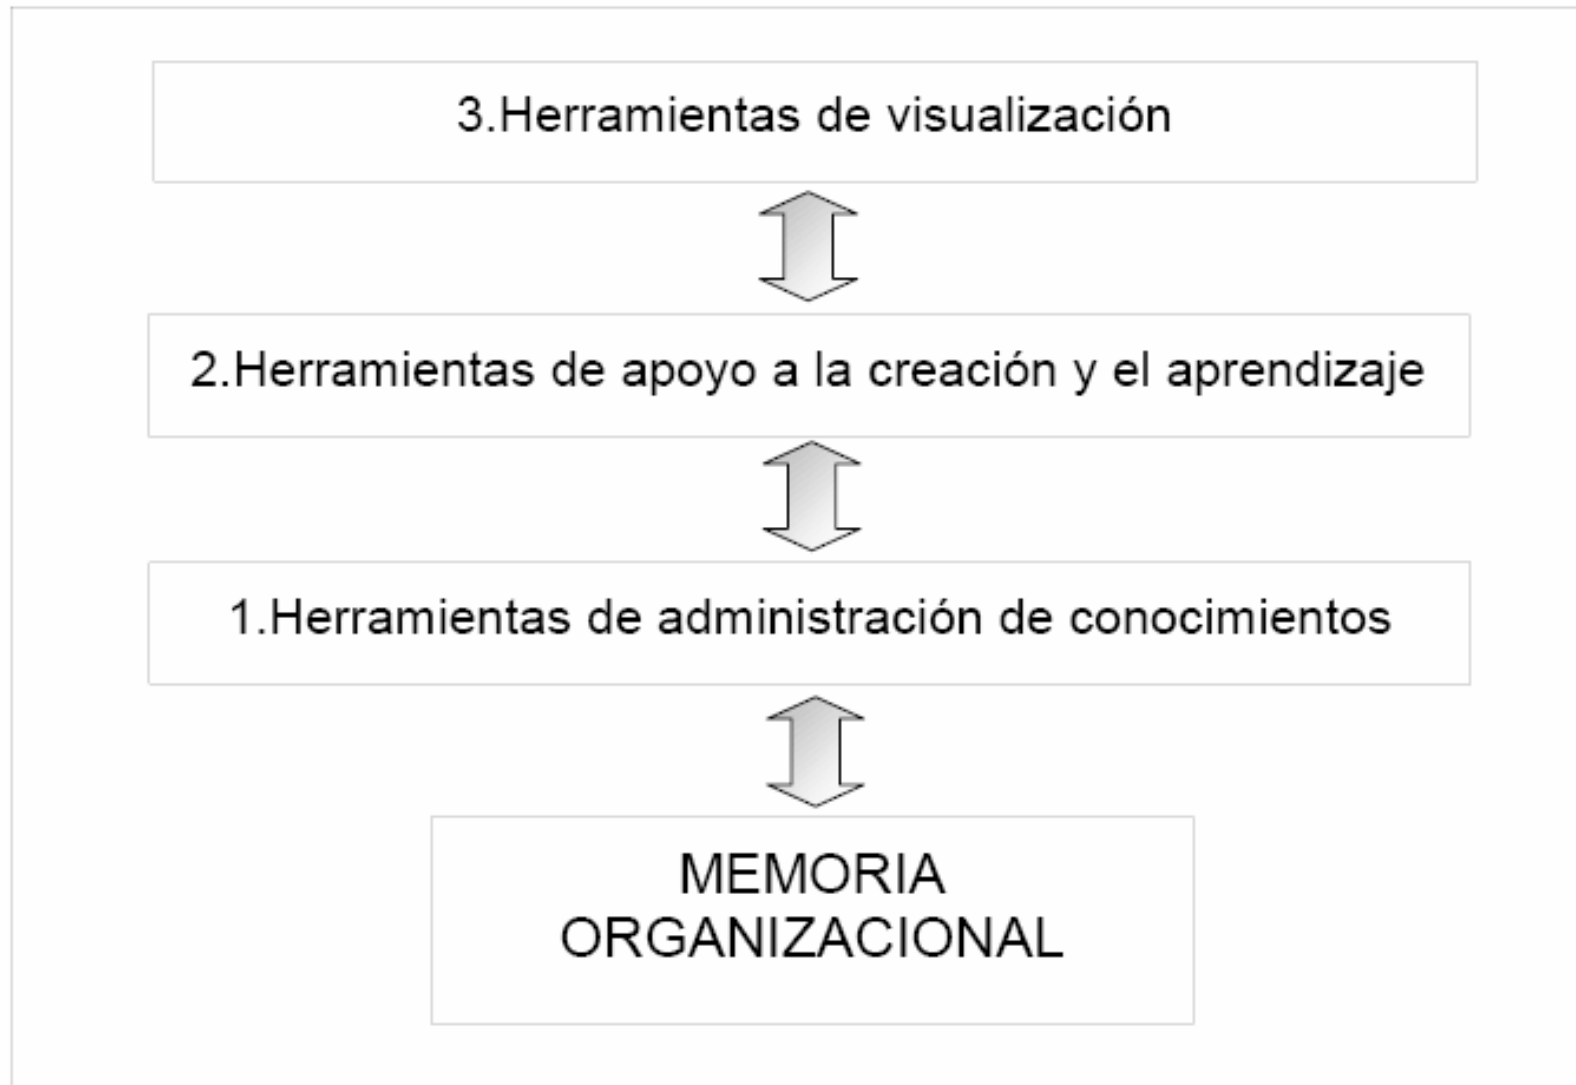 3.Herramientas de visualización
2.Herramientas de apoyo a la creación y el aprendizaje
1.Herramientas de administración de conocimientos
MEMORIA
ORGANIZACIONAL